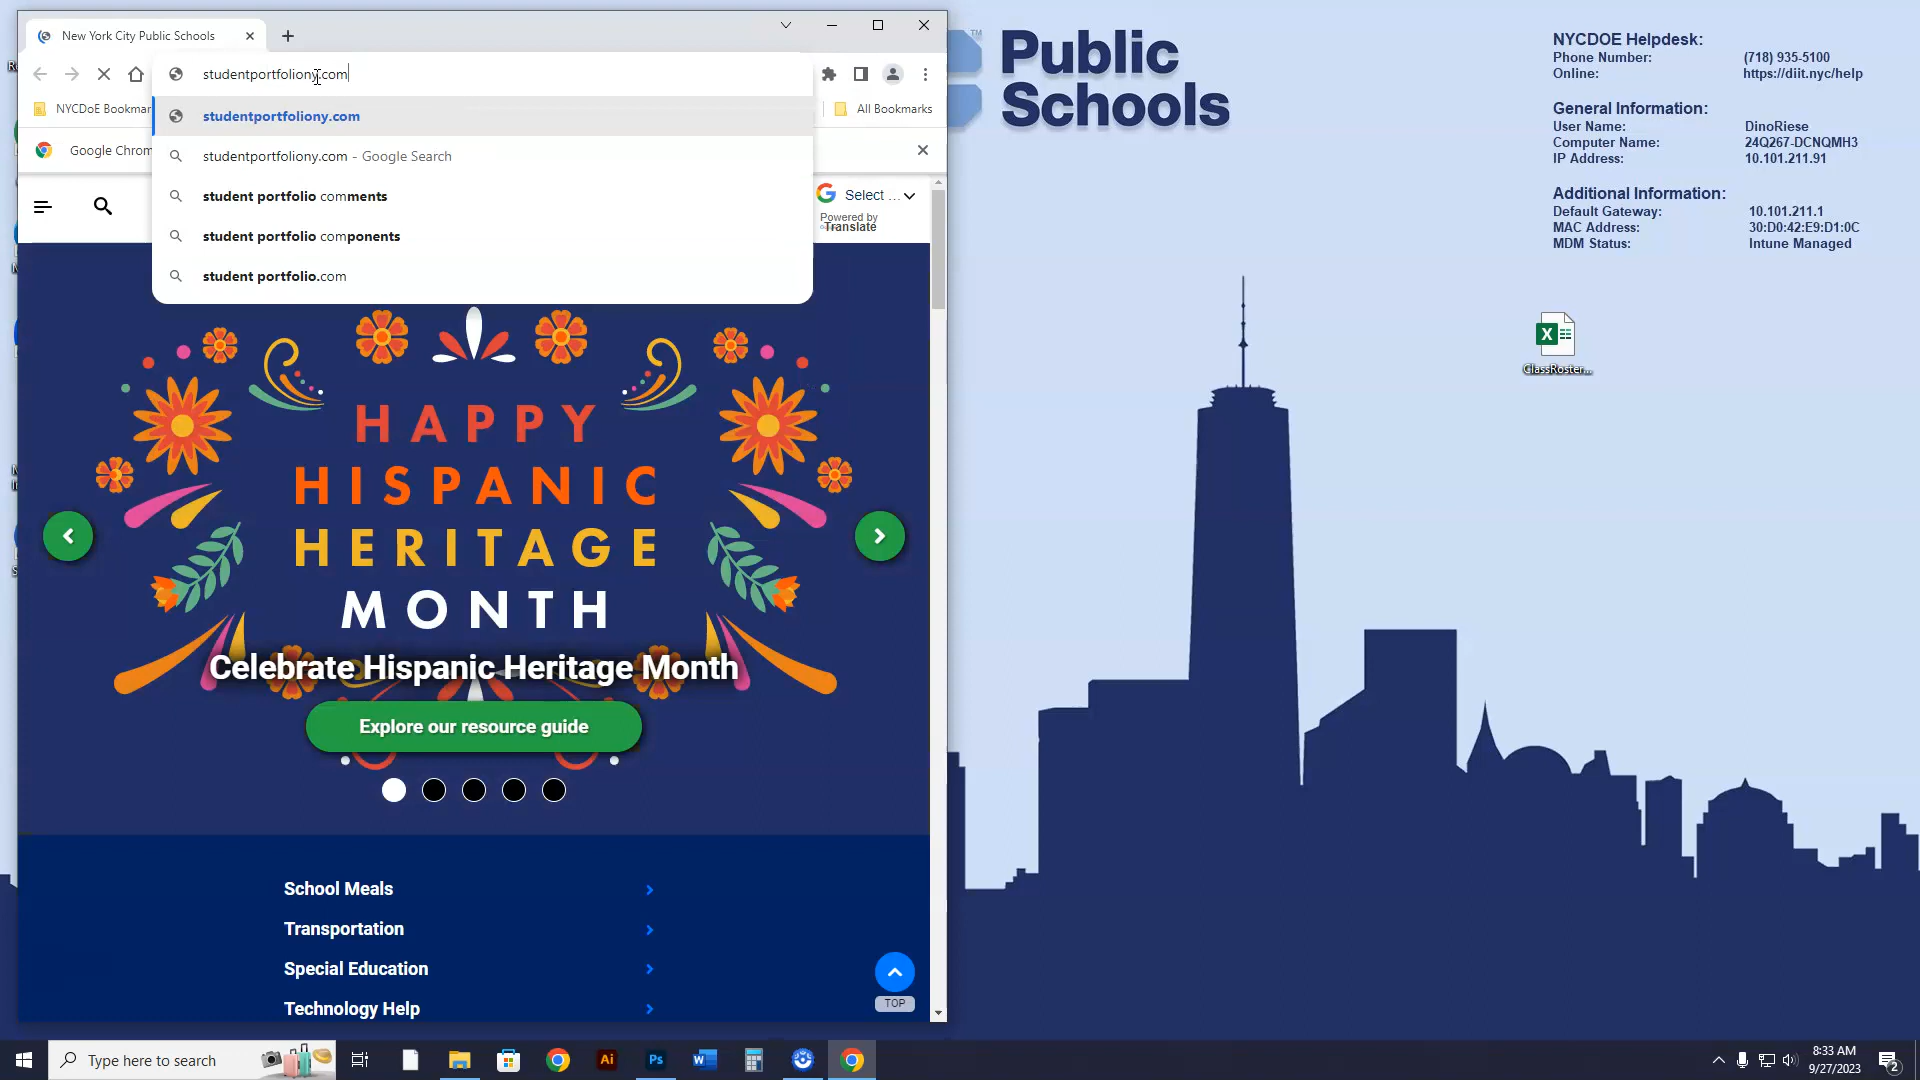 New York City Public Schools
studentportfoliony.com
studentportfoliony.com
studentportfoliony.com - Google Search
student portfolio comments
student portfolio components
student portfolio.com
NYCDoE Bookmar
All Bookmarks
Google Chrom
Select ...
Powered by
Translate
HAPPY
HISPANIC
HERITAGE
MONTH
Celebrate Hispanic Heritage Month
Explore our resource guide
School Meals
Transportation
Special Education
Technology Help
TOP
TM
Public
Schools
NYCDOE Helpdesk:
Phone Number: (718) 935-5100
Online: https://diit.nyc/help
General Information:
User Name: DinoRiese
Computer Name: 24Q267-DCNQMH3
IP Address: 10.101.211.91
Additional Information:
Default Gateway: 10.101.211.1
MAC Address: 30:D0:42:E9:D1:0C
MDM Status: Intune Managed
X
ClassRoster...
Type here to search
Ai
Ps
W
8:33 AM
9/27/2023
2